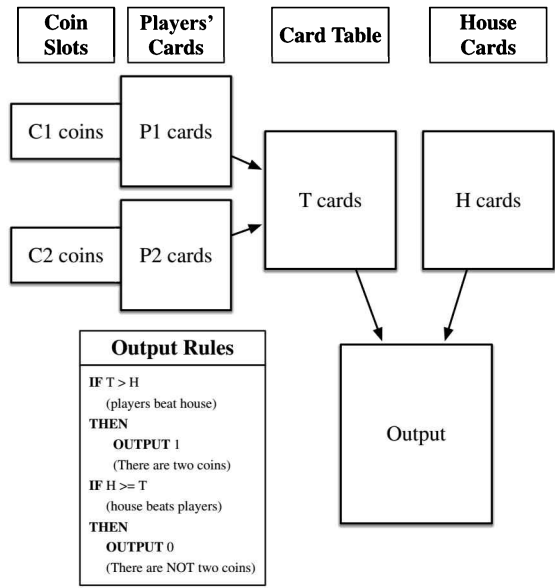 Coin
Slots
Players'
Cards
Card Table
House
Cards
C1 coins
P1 cards
T cards
H cards
C2 coins
P2 cards
Output Rules
IF T > H
(players beat house)
THEN
OUTPUT 1
(There are two coins)
IF H >= T
(house beats players)
THEN
OUTPUT 0
(There are NOT two coins)
Output